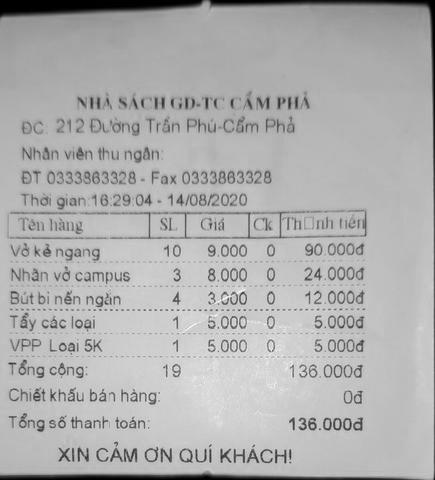 NHÀ SÁCH GD-TC CẨM PHẢ
ĐC: 212 Đường Trần Phú-Cẩm Phả
Nhân viên thu ngân:
ĐT 0333863328 - Fax 0333863328
Thời gian:16:29:04 - 14/08/2020
Tên hàng SL Giá Ck Th□nh tiền
Vở kẻ ngang 10 9.000 0 90.000đ
Nhãn vở campus 3 8.000 0 24.000đ
Bút bi nến ngàn 4 3.000 0 12.000đ
Tẩy các loại 1 5.000 0 5.000đ
VPP Loại 5K 1 5.000 0 5.000đ
Tổng cộng: 19 136.000đ
Chiết khấu bán hàng: 0đ
Tổng số thanh toán: 136.000đ
XIN CẢM ƠN QUÍ KHÁCH!